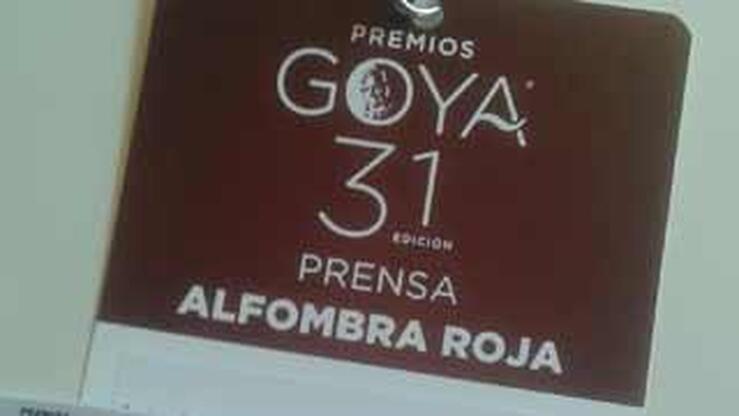 PREMIOS
GOYA
31
EDICIÓN
PRENSA
ALFOMBRA ROJA